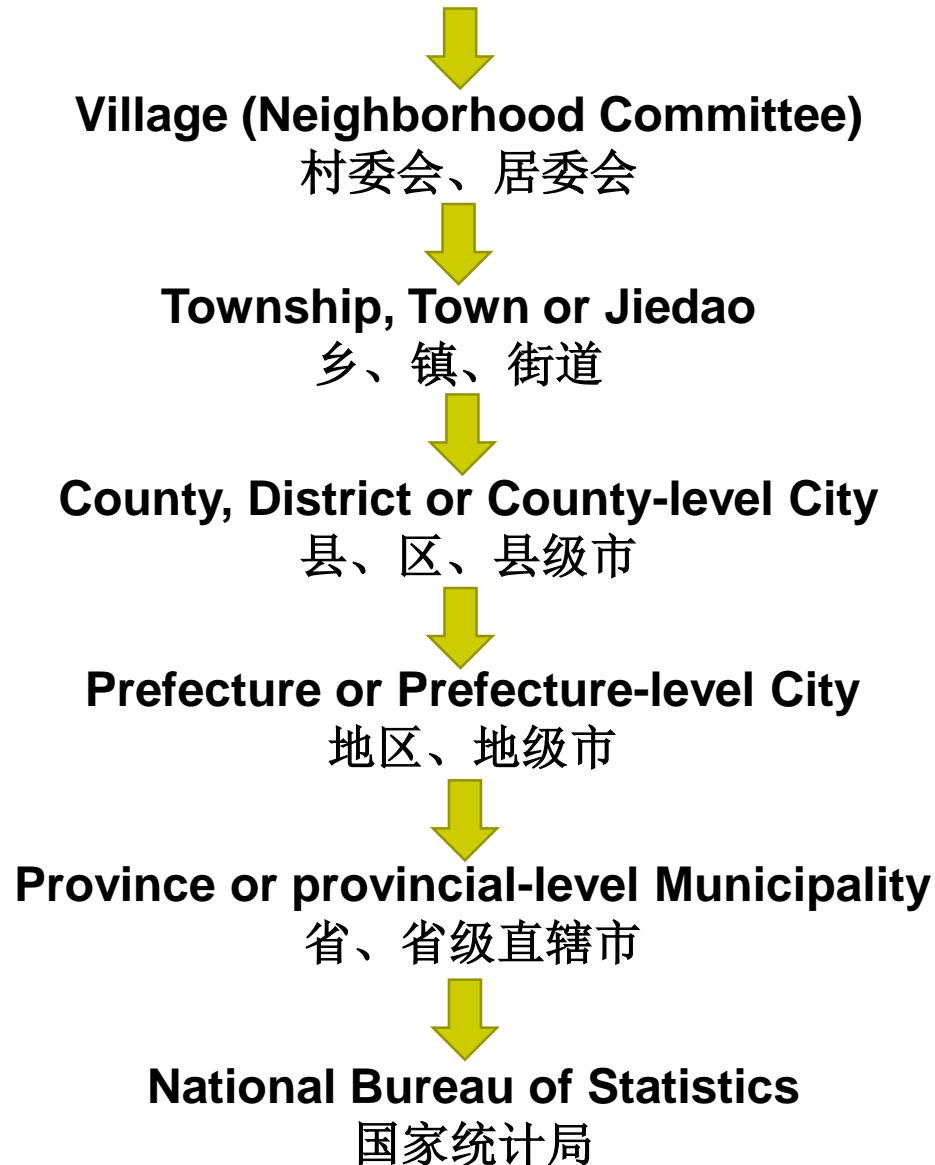 Village (Neighborhood Committee)
村委会、居委会
Township, Town or Jiedao
乡、镇、街道
County, District or County-level City
县、区、县级市
Prefecture or Prefecture-level City
地区、地级市
Province or provincial-level Municipality
省、省级直辖市
National Bureau of Statistics
国家统计局